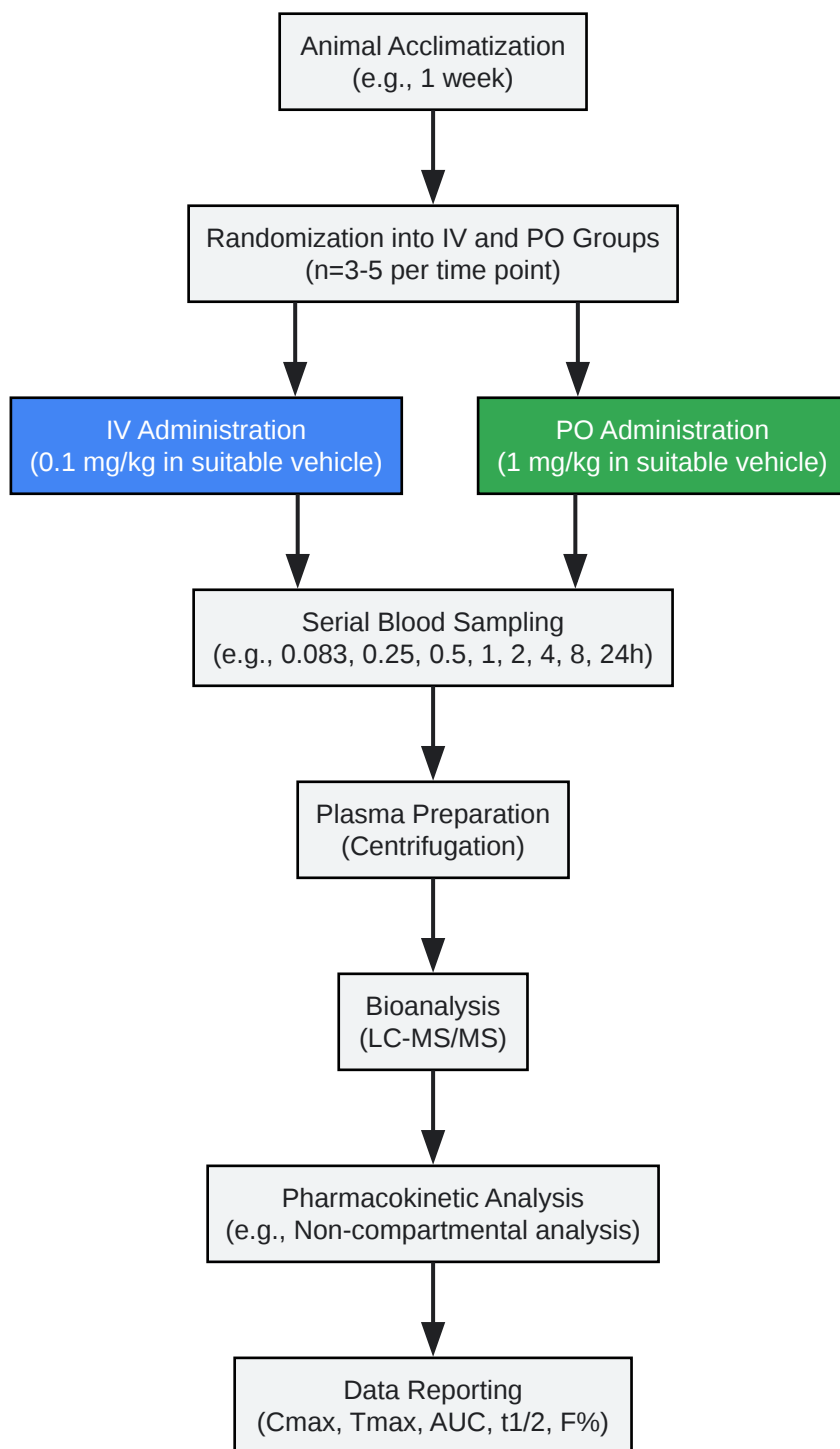 Animal Acclimatization
(e.g., 1 week)
Randomization into IV and PO Groups
(n=3-5 per time point)
IV Administration
(0.1 mg/kg in suitable vehicle)
PO Administration
(1 mg/kg in suitable vehicle)
Serial Blood Sampling
(e.g., 0.083, 0.25, 0.5, 1, 2, 4, 8, 24h)
Plasma Preparation
(Centrifugation)
Bioanalysis
(LC-MS/MS)
Pharmacokinetic Analysis
(e.g., Non-compartmental analysis)
Data Reporting
(Cmax, Tmax, AUC, t1/2, F%)